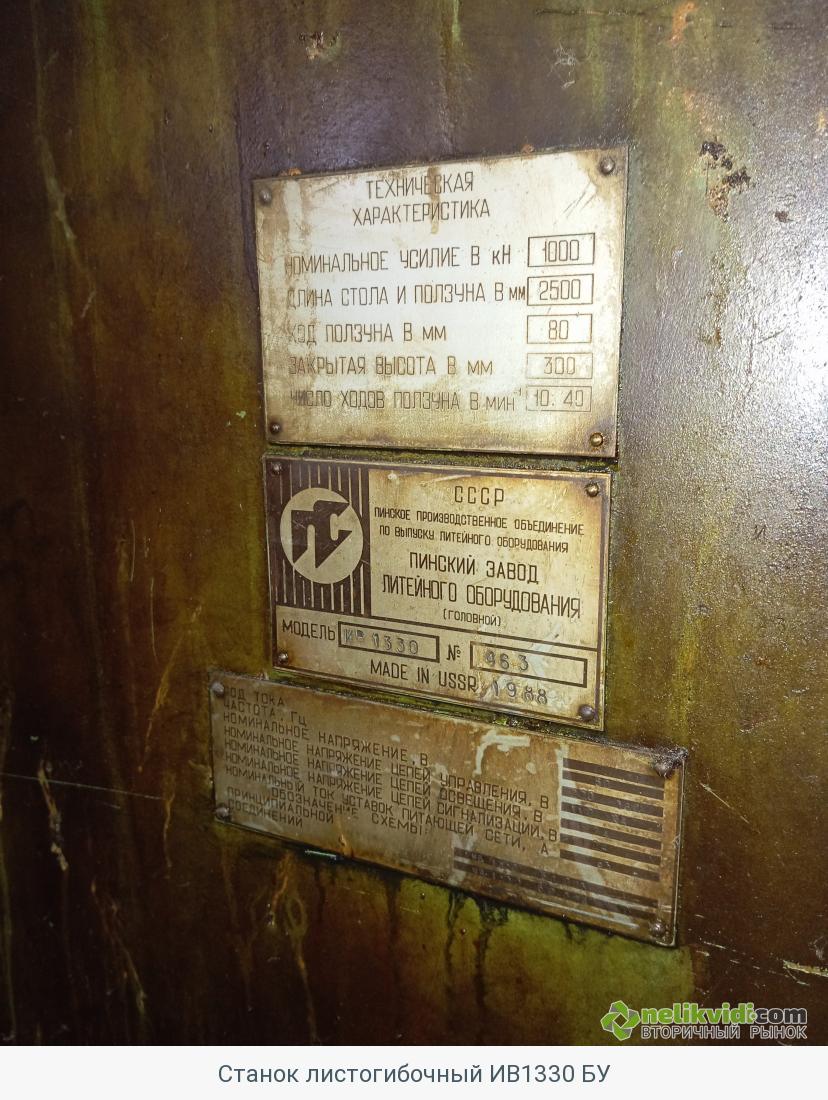 ТЕХНИЧЕСКАЯ
ХАРАКТЕРИСТИКА
НОМИНАЛЬНОЕ УСИЛИЕ В кН 1000
ДЛИНА СТОЛА И ПОЛЗУНА В ММ 2500
ХОД ПОЛЗУНА В ММ 80
ЗАКРЫТАЯ ВЫСОТА В ММ 300
ЧИСЛО ХОДОВ ПОЛЗУНА В МИН⁻¹ 10:40
СССР
ПИНСКОЕ ПРОИЗВОДСТВЕННОЕ ОБЪЕДИНЕНИЕ
ПО ВЫПУСКУ ЛИТЕЙНОГО ОБОРУДОВАНИЯ
ПИНСКИЙ ЗАВОД
ЛИТЕЙНОГО ОБОРУДОВАНИЯ
(ГОЛОВНОЙ)
МОДЕЛЬ ИВ 1330 № 463
MADE IN USSR 1988
РОД ТОКА
ЧАСТОТА, ГЦ
НОМИНАЛЬНОЕ НАПРЯЖЕНИЕ, В
НОМИНАЛЬНОЕ НАПРЯЖЕНИЕ ЦЕПЕЙ УПРАВЛЕНИЯ, В
НОМИНАЛЬНОЕ НАПРЯЖЕНИЕ ЦЕПЕЙ ОСВЕЩЕНИЯ, В
НОМИНАЛЬНОЕ НАПРЯЖЕНИЕ ЦЕПЕЙ СИГНАЛИЗАЦИИ, В
НОМИНАЛЬНЫЙ ТОК УСТАВОК ПИТАЮЩЕЙ СЕТИ, А
ОБОЗНАЧЕНИЕ СХЕМЫ:
ПРИНЦИПИАЛЬНОЙ
СОЕДИНЕНИЙ
nelikvidi.com
ВТОРИЧНЫЙ РЫНОК
Станок листогибочный ИВ1330 БУ